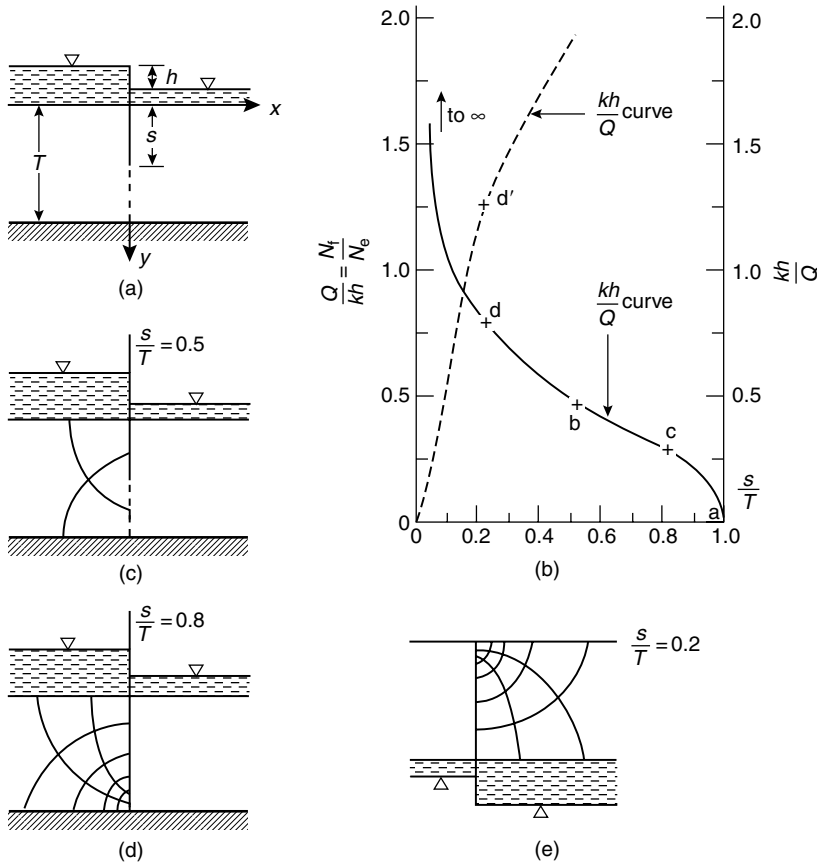 h
x
s
T
y
(a)
s/T = 0.5
(c)
s/T = 0.8
(d)
2.0
1.5
1.0
0.5
0
Q/kh = N_f/N_e
to ∞
kh/Q curve
d′
d
kh/Q curve
b
c
a
2.0
1.5
1.0
0.5
kh/Q
s/T
0
0.2
0.4
0.6
0.8
1.0
(b)
s/T = 0.2
(e)